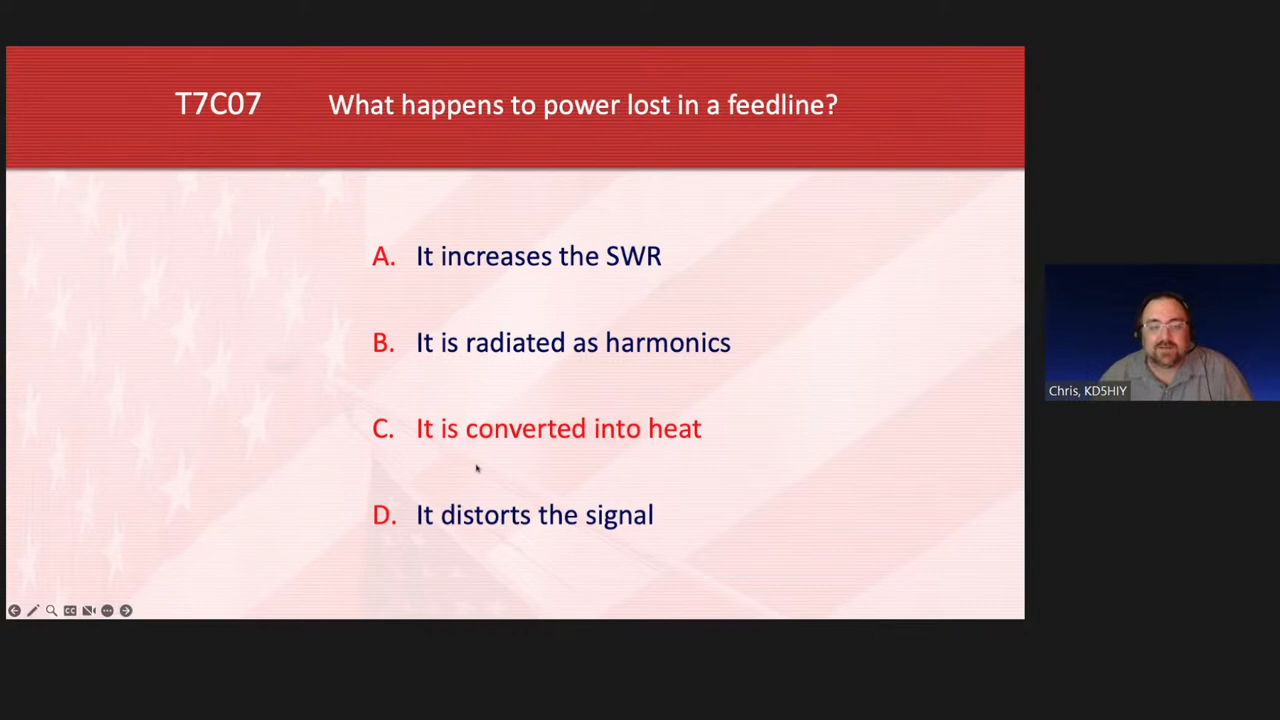 T7C07 What happens to power lost in a feedline?
A. It increases the SWR
B. It is radiated as harmonics
C. It is converted into heat
D. It distorts the signal
Chris, KD5HIY
CC